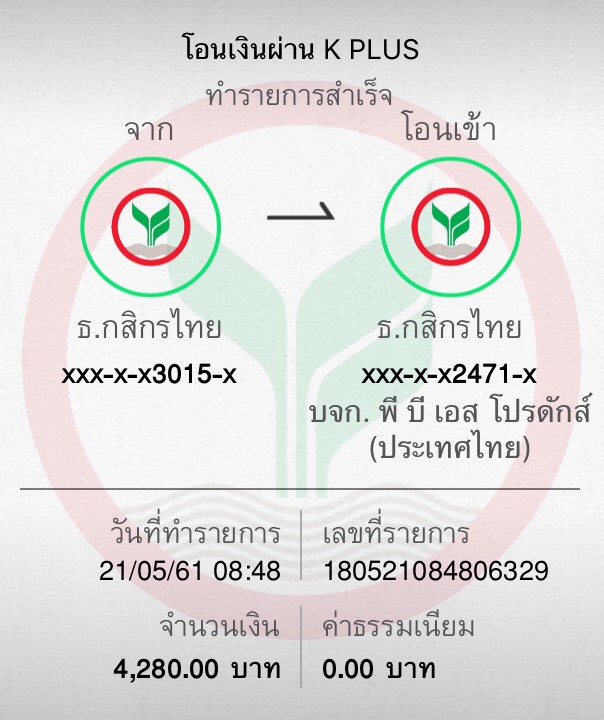 โอนเงินผ่าน K PLUS
ทำรายการสำเร็จ
จาก
โอนเข้า
ธ.กสิกรไทย
ธ.กสิกรไทย
xxx-x-x3015-x
xxx-x-x2471-x
บจก. พี บี เอส โปรดักส์
(ประเทศไทย)
วันที่ทำรายการ
เลขที่รายการ
21/05/61 08:48
180521084806329
จำนวนเงิน
ค่าธรรมเนียม
4,280.00 บาท
0.00 บาท